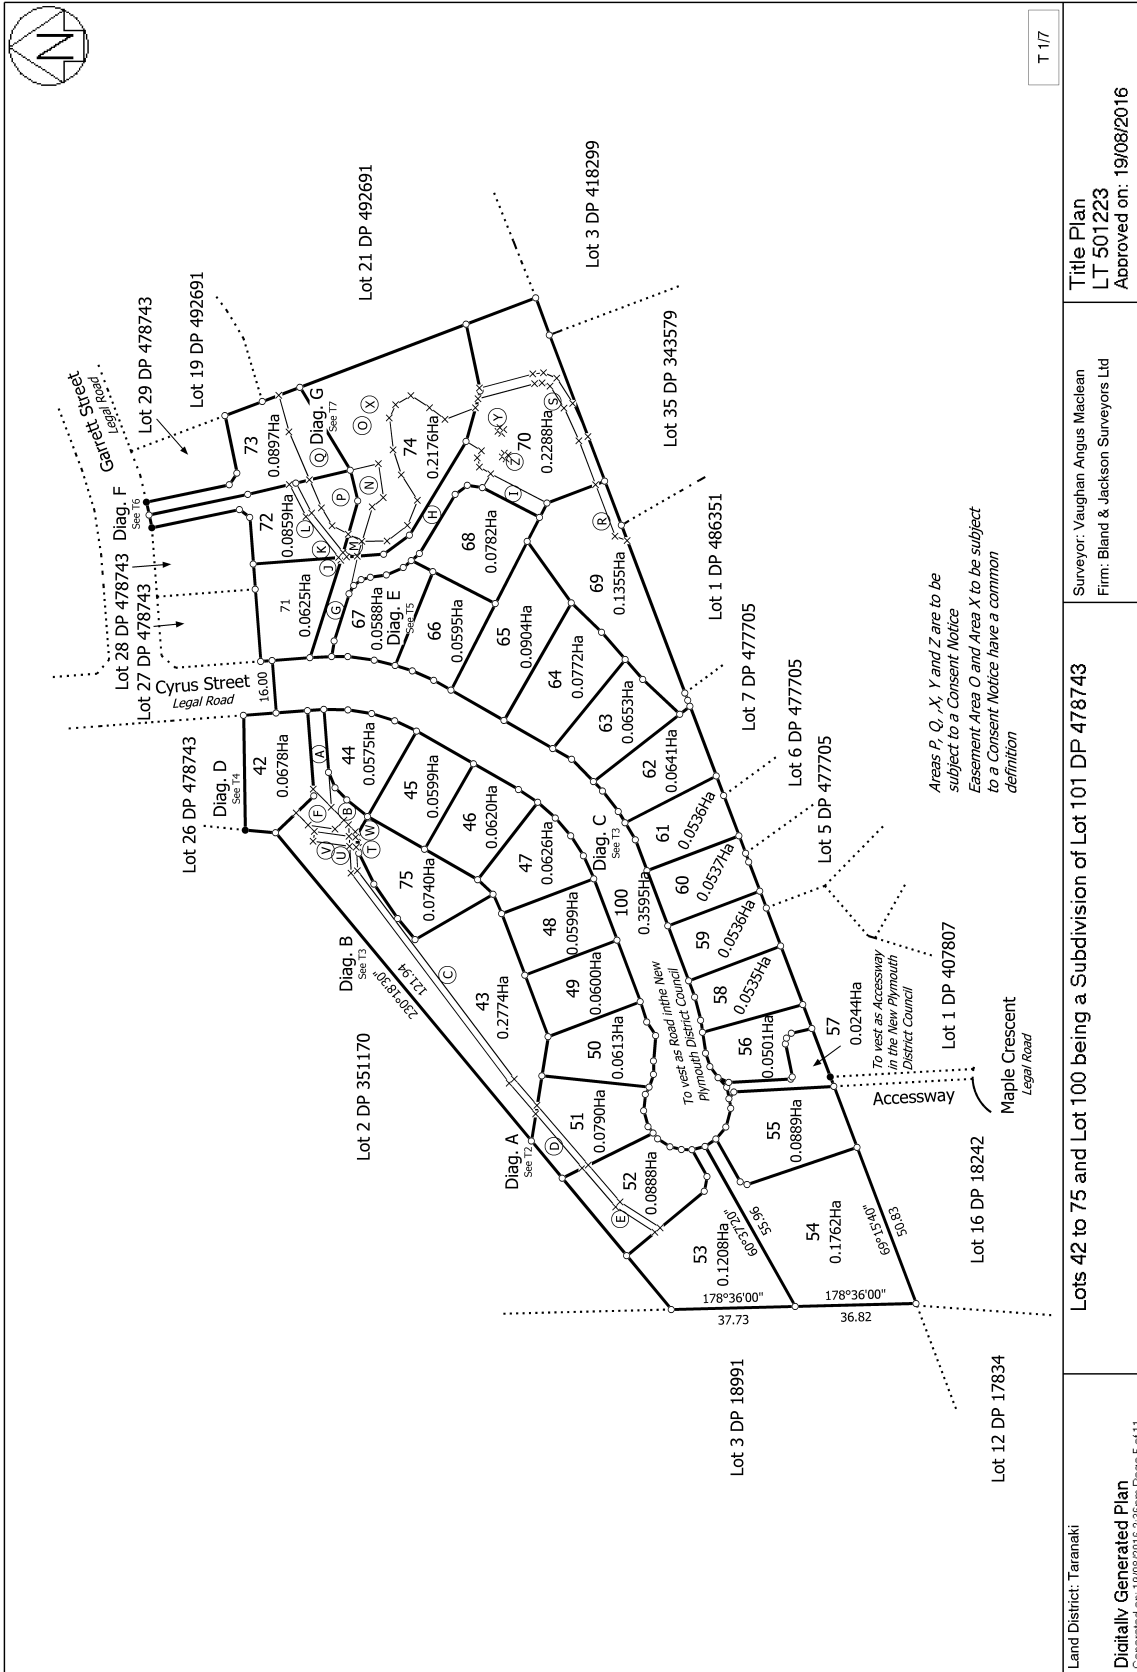 N
T 1/7
Garrett Street
Legal Road
Lot 29 DP 478743
Lot 19 DP 492691
Lot 21 DP 492691
Lot 3 DP 418299
Lot 35 DP 343579
Lot 1 DP 486351
Lot 7 DP 477705
Lot 6 DP 477705
Lot 5 DP 477705
Lot 1 DP 407807
Maple Crescent
Legal Road
Accessway
Lot 16 DP 18242
Lot 12 DP 17834
Lot 3 DP 18991
Lot 2 DP 351170
Lot 26 DP 478743
Lot 27 DP 478743
Lot 28 DP 478743
Cyrus Street
Legal Road
16.00
Diag. A
See T2
Diag. B
See T3
Diag. C
See T3
Diag. D
See T4
Diag. E
See T5
Diag. F
See T6
Diag. G
See T7
42
0.0678Ha
43
0.2774Ha
44
0.0575Ha
45
0.0599Ha
46
0.0620Ha
47
0.0626Ha
48
0.0599Ha
49
0.0600Ha
50
0.0613Ha
51
0.0790Ha
52
0.0888Ha
53
0.1208Ha
54
0.1762Ha
55
0.0889Ha
56
0.0501Ha
57
0.0244Ha
To vest as Accessway
in the New Plymouth
District Council
58
0.0535Ha
59
0.0536Ha
60
0.0537Ha
61
0.0536Ha
62
0.0641Ha
63
0.0653Ha
64
0.0772Ha
65
0.0904Ha
66
0.0595Ha
67
0.0588Ha
68
0.0782Ha
69
0.1355Ha
70
0.2288Ha
71
0.0625Ha
72
0.0859Ha
73
0.0897Ha
74
0.2176Ha
75
0.0740Ha
100
0.3595Ha
To vest as Road inthe New
Plymouth District Council
230°18'30"
121.94
178°36'00"
37.73
178°36'00"
36.82
60°37'20"
55.96
69°15'40"
50.83
A
B
C
D
E
F
G
H
I
J
K
L
M
N
O
P
Q
R
S
T
U
V
W
X
Y
Z
Areas P, Q, ,X, Y and Z are to be
subject to a Consent Notice
Easement Area O and Area X to be subject
to a Consent Notice have a common
definition
Land District: Taranaki
Digitally Generated Plan
Generated on: 19/08/2016 2:36pm Page 5 of 11
Lots 42 to 75 and Lot 100 being a Subdivision of Lot 101 DP 478743
Surveyor: Vaughan Angus Maclean
Firm: Bland & Jackson Surveyors Ltd
Title Plan
LT 501223
Approved on: 19/08/2016